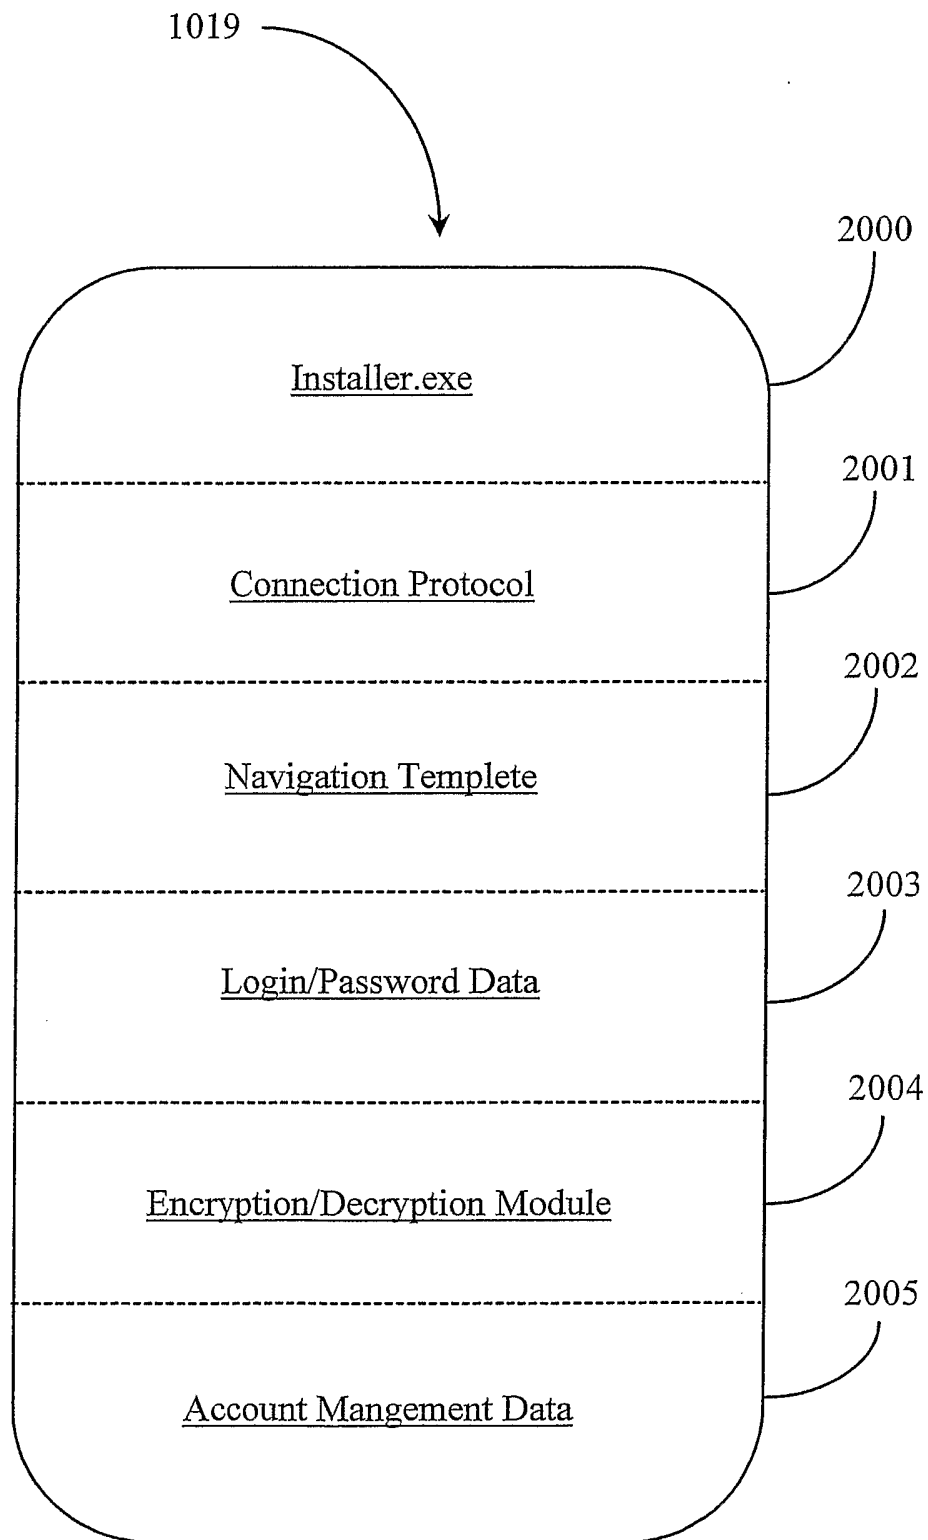 1019
2000
Installer.exe
2001
Connection Protocol
2002
Navigation Templete
2003
Login/Password Data
2004
Encryption/Decryption Module
2005
Account Mangement Data